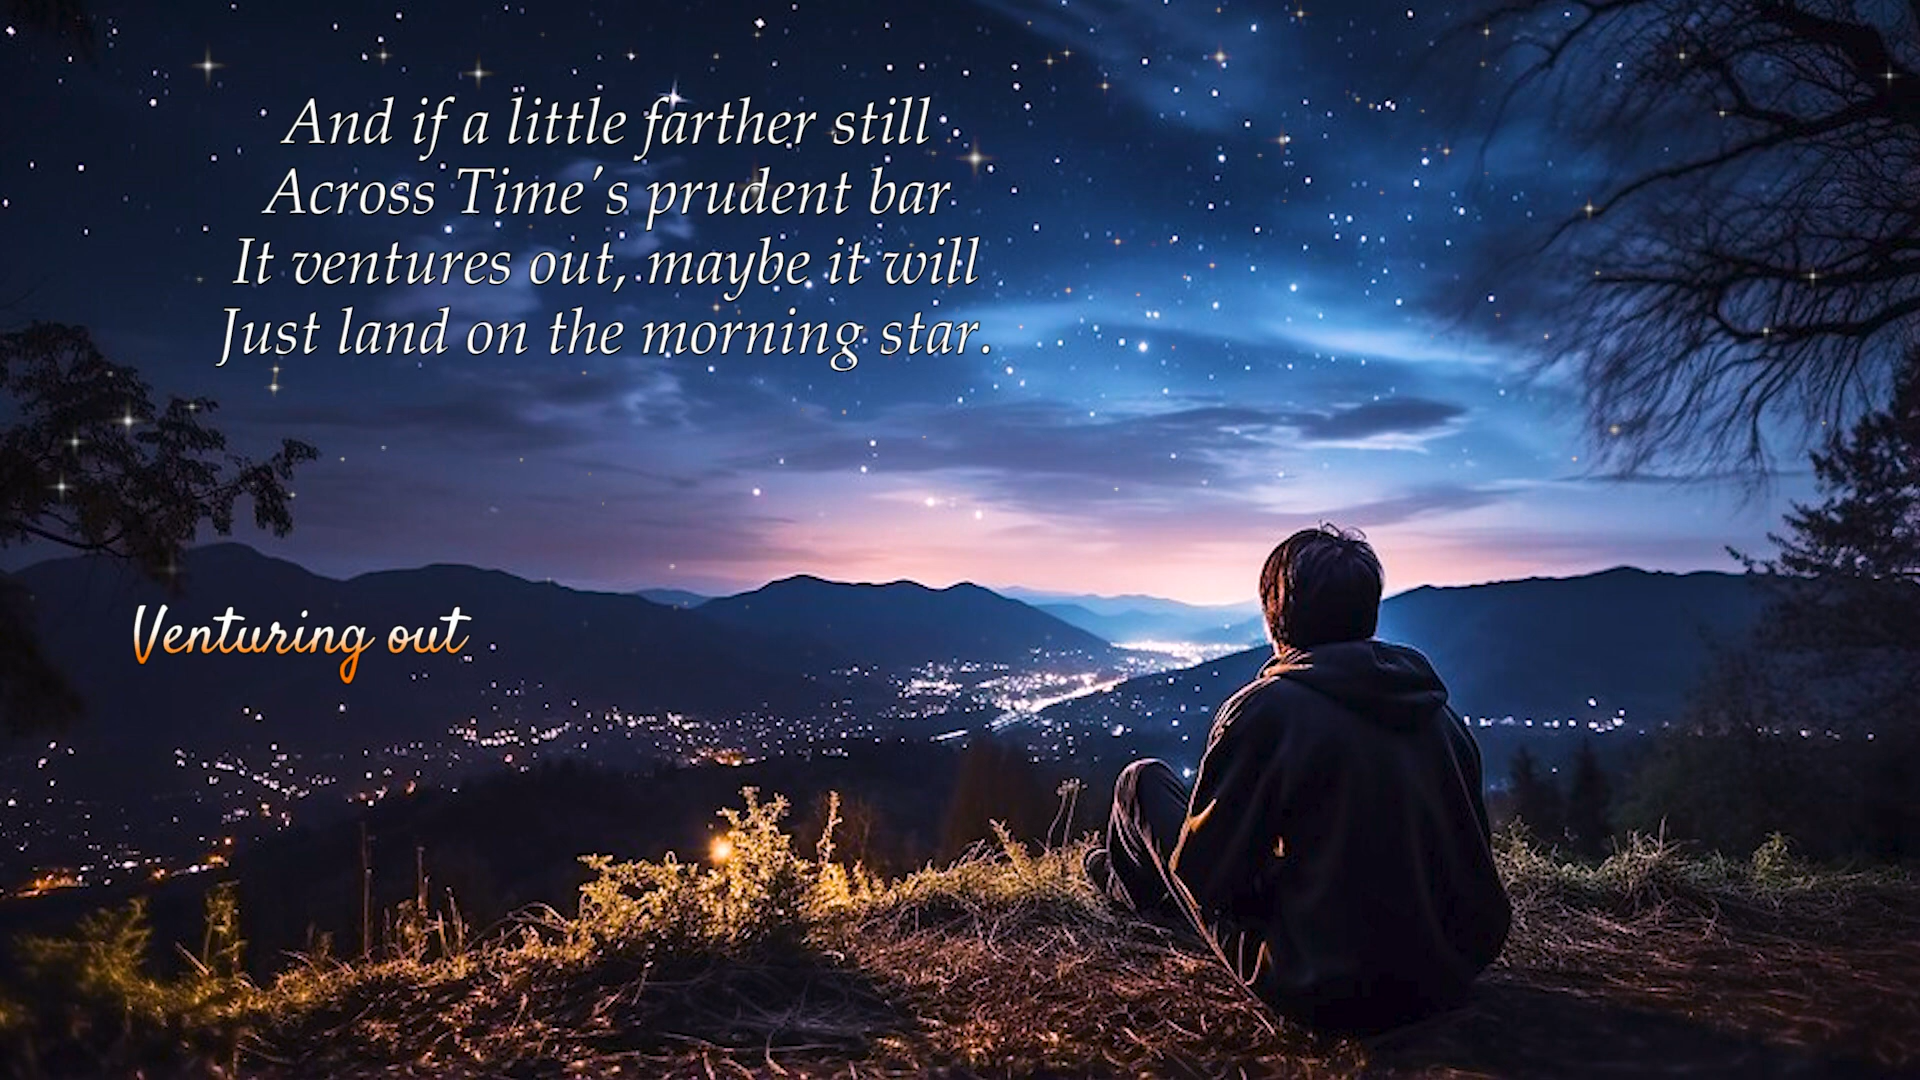 And if a little farther still
Across Time's prudent bar
It ventures out, maybe it will
Just land on the morning star.
Venturing out